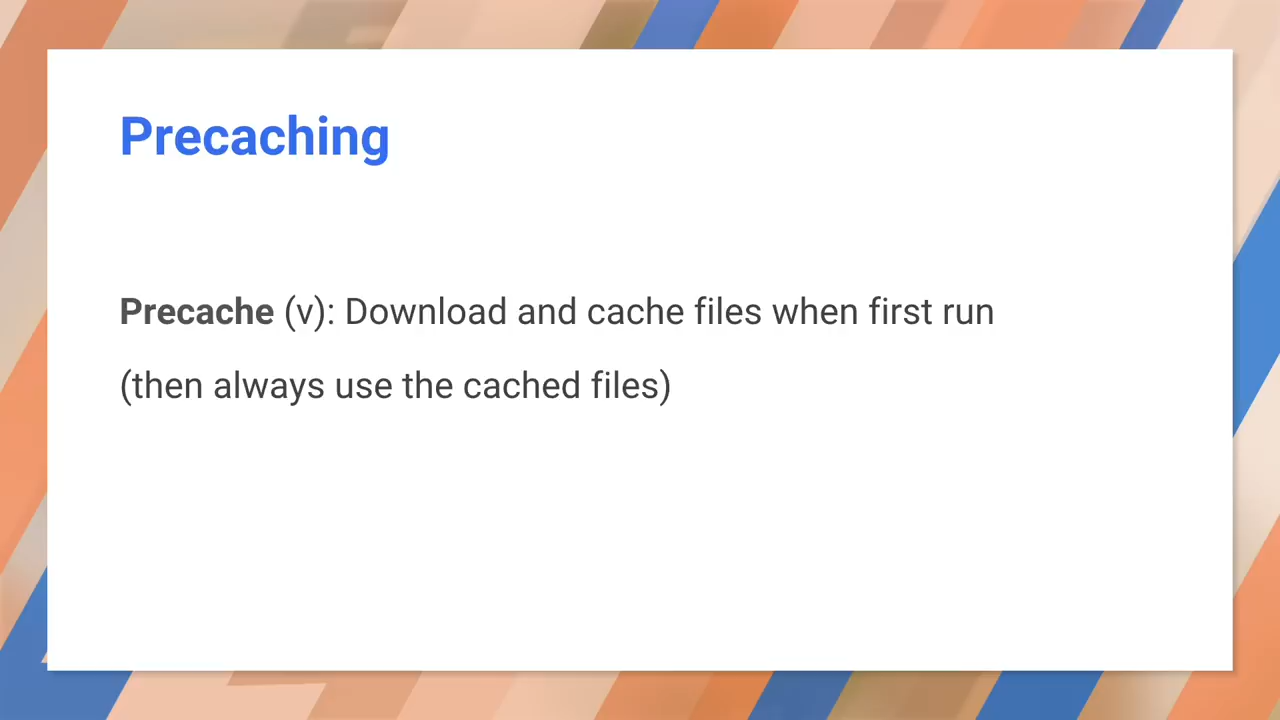 Precaching
Precache (v): Download and cache files when first run
(then always use the cached files)